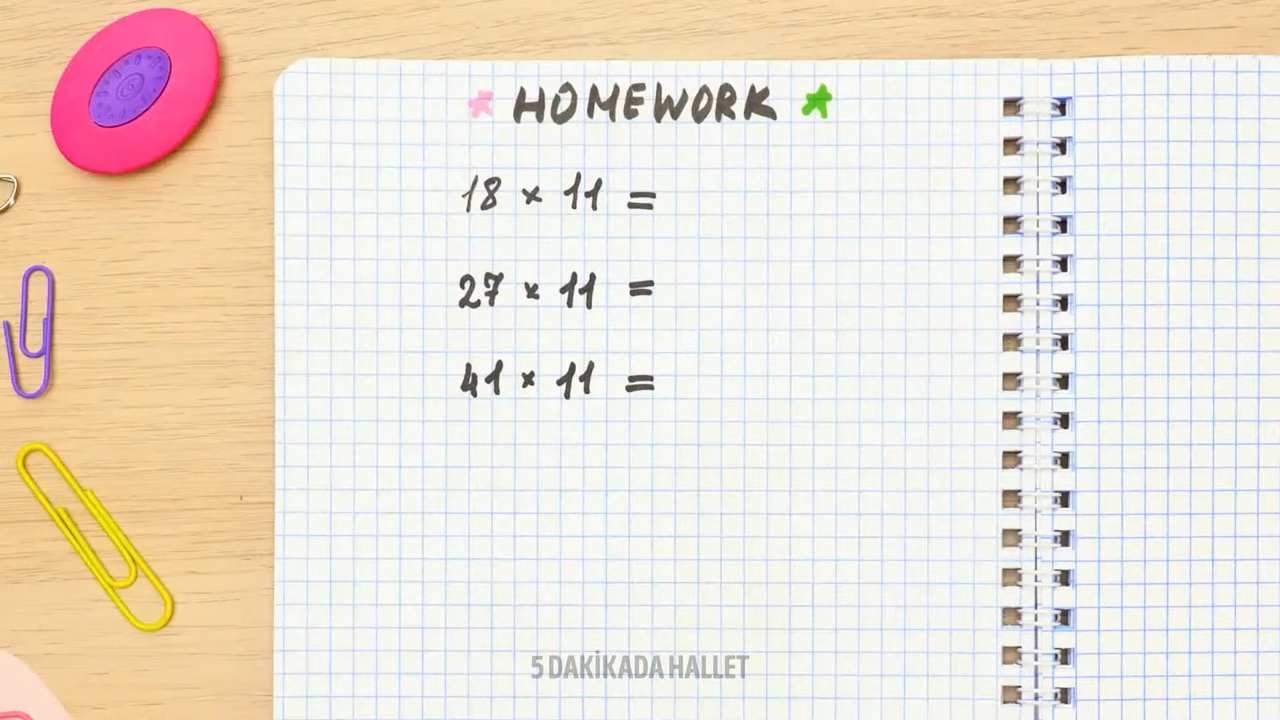 HOMEWORK
18 × 11 =
27 × 11 =
41 × 11 =
5 DAKİKADA HALLET